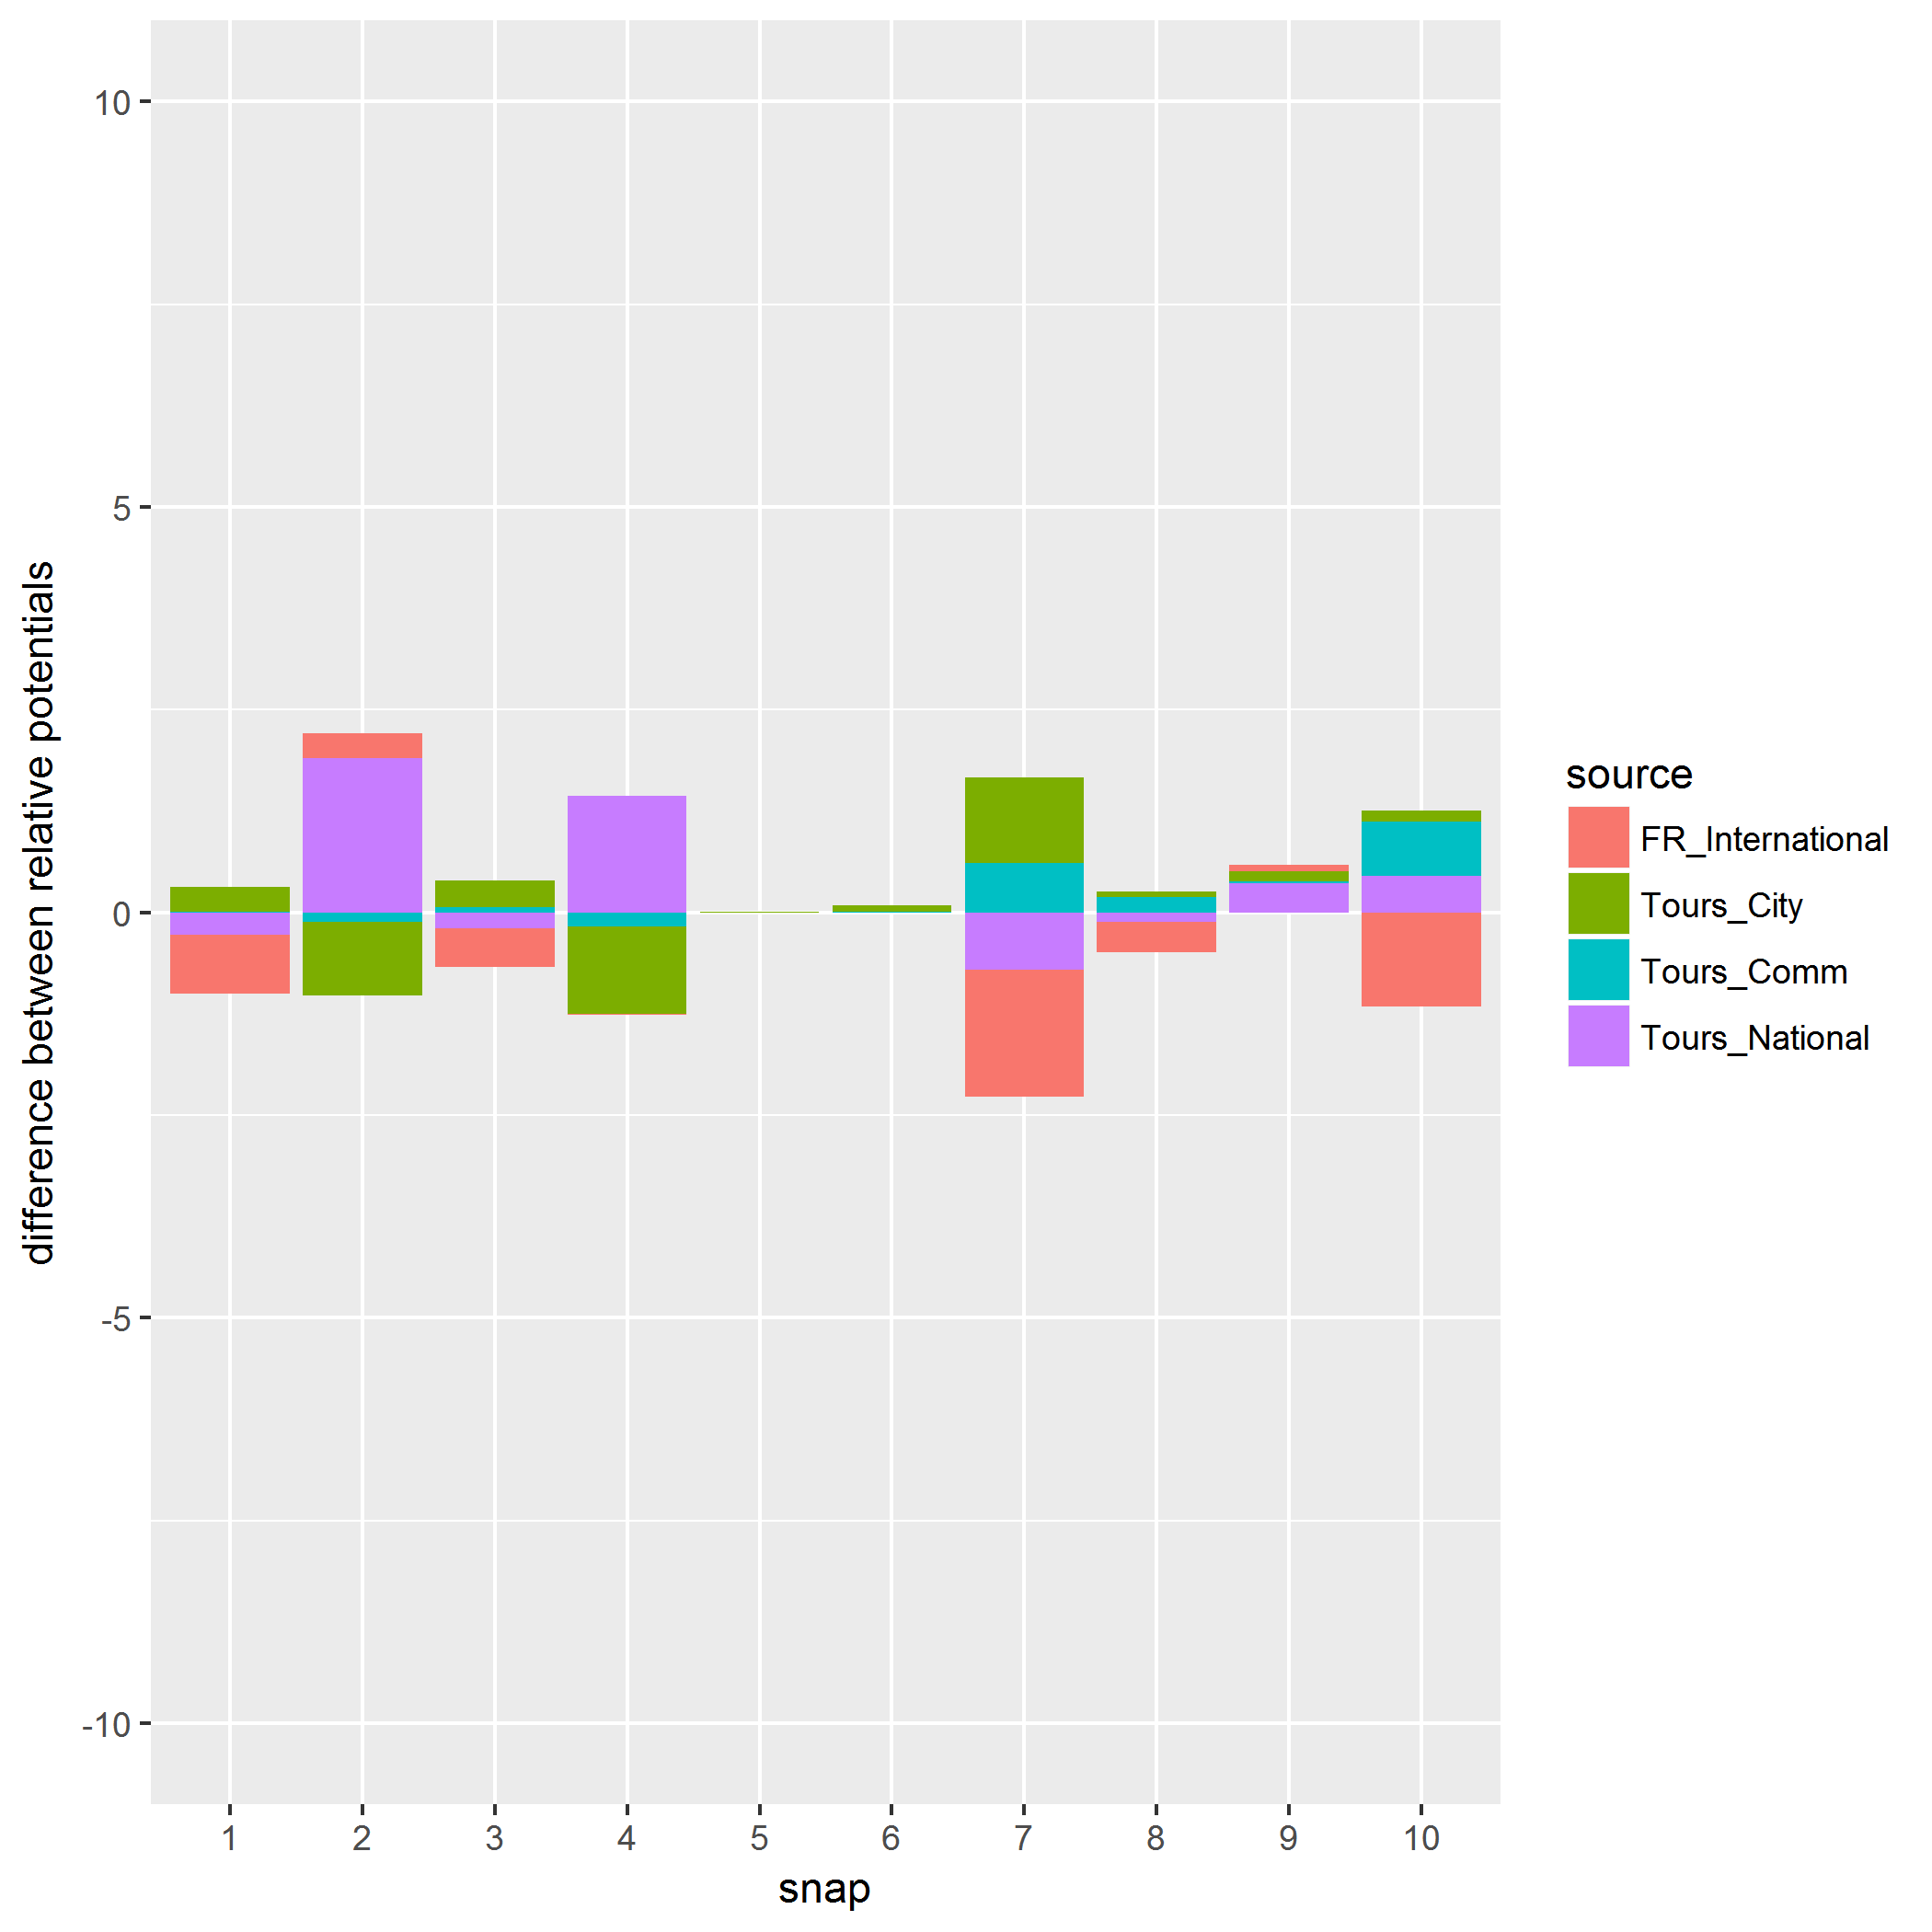 difference between relative potentials
10
5
0
-5
-10
1 2 3 4 5 6 7 8 9 10
snap
source
FR_International
Tours_City
Tours_Comm
Tours_National